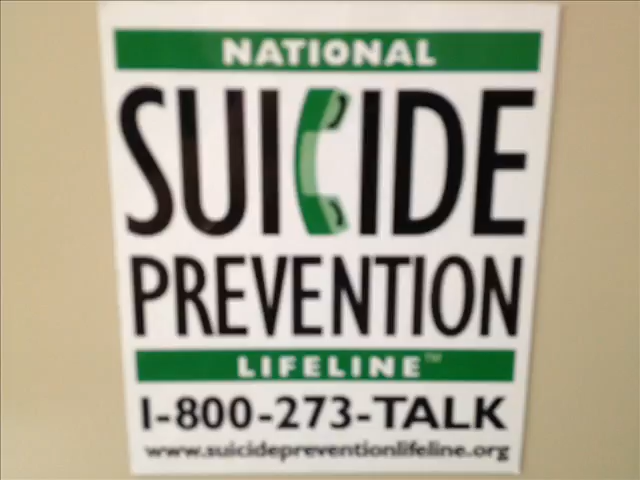 NATIONAL
SUICIDE
PREVENTION
LIFELINE™
1-800-273-TALK
www.suicidepreventionlifeline.org